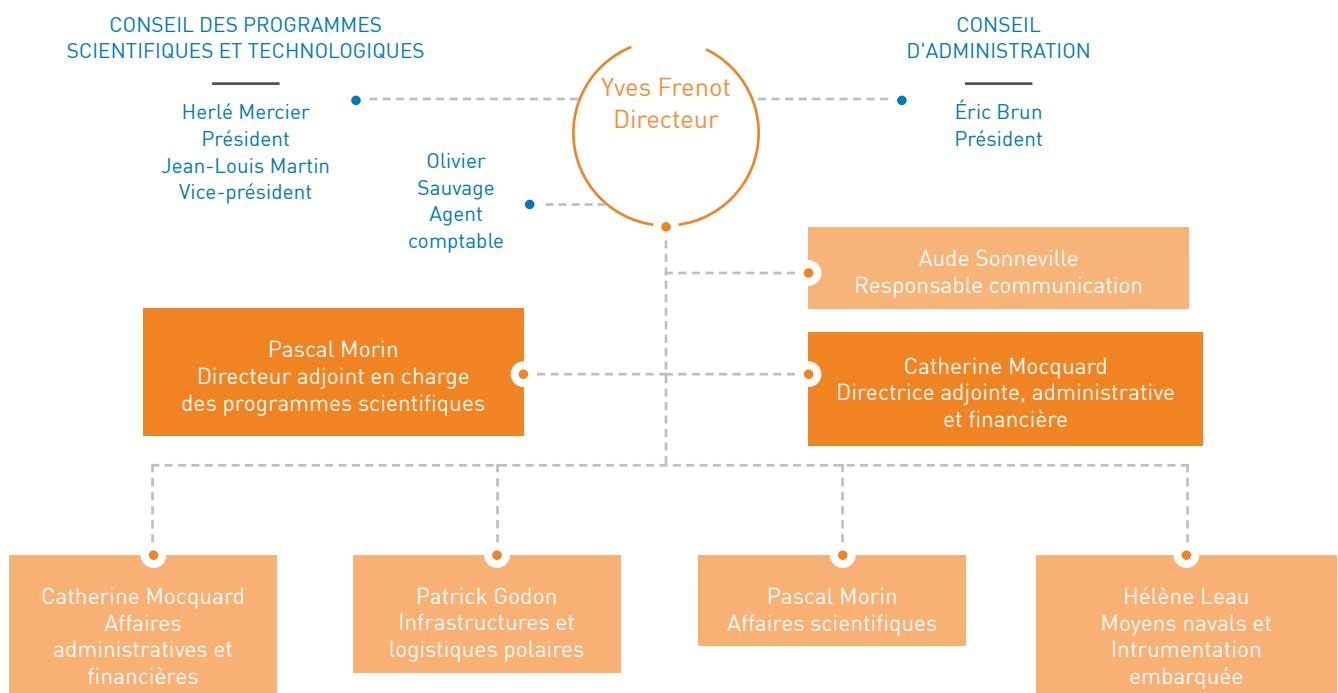 CONSEIL DES PROGRAMMES
SCIENTIFIQUES ET TECHNOLOGIQUES
Herlé Mercier
Président
Jean-Louis Martin
Vice-président
Olivier
Sauvage
Agent
comptable
Yves Frenot
Directeur
CONSEIL
D'ADMINISTRATION
Éric Brun
Président
Aude Sonneville
Responsable communication
Pascal Morin
Directeur adjoint en charge
des programmes scientifiques
Catherine Mocquard
Directrice adjointe, administrative
et financière
Catherine Mocquard
Affaires
administratives et
financières
Patrick Godon
Infrastructures et
logistiques polaires
Pascal Morin
Affaires scientifiques
Hélène Leau
Moyens navals et
Intrumentation
embarquée